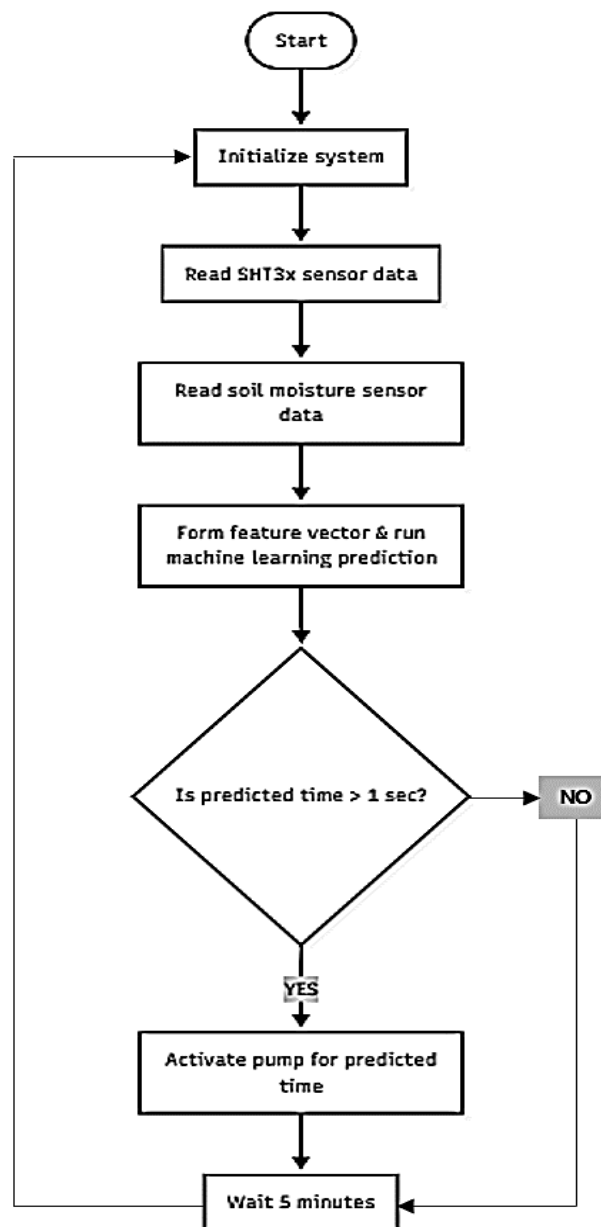 Start
Initialize system
Read SHT3x sensor data
Read soil moisture sensor
data
Form feature vector & run
machine learning prediction
Is predicted time > 1 sec?
NO
YES
Activate pump for predicted
time
Wait 5 minutes